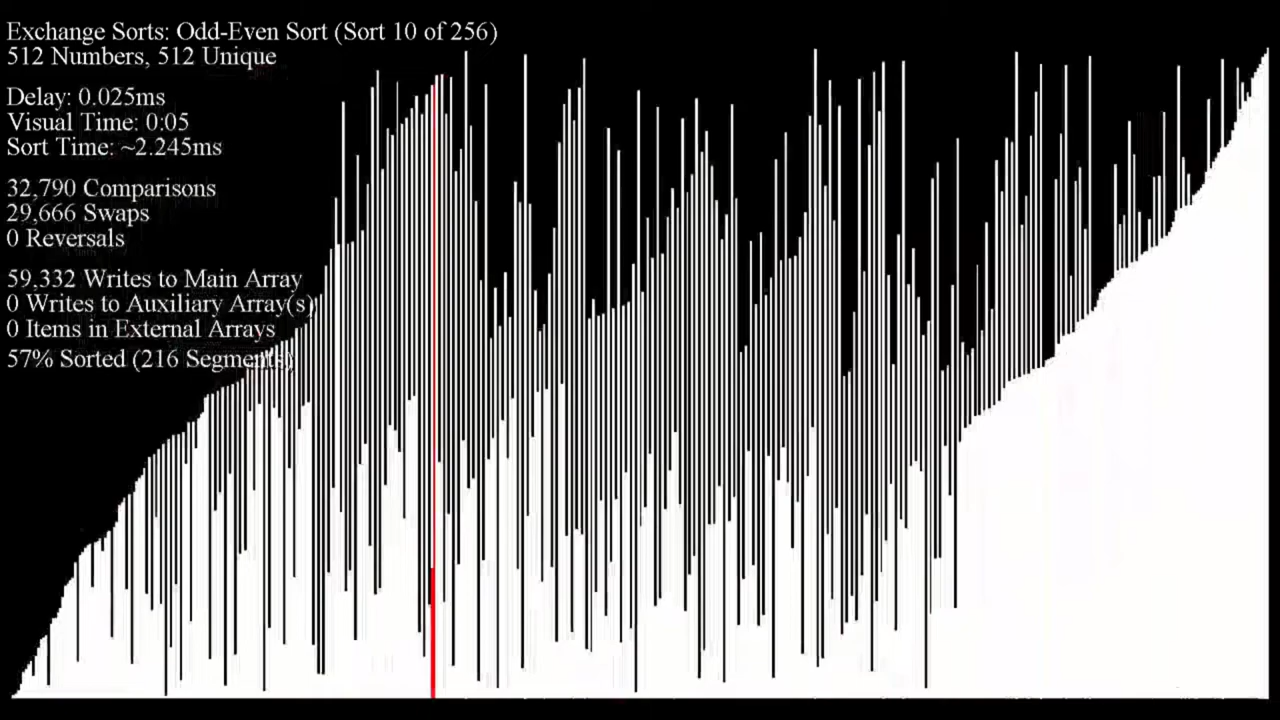 Exchange Sorts: Odd-Even Sort (Sort 10 of 256)
512 Numbers, 512 Unique
Delay: 0.025ms
Visual Time: 0:05
Sort Time: ~2.245ms
32,790 Comparisons
29,666 Swaps
0 Reversals
59,332 Writes to Main Array
0 Writes to Auxiliary Array(s)
0 Items in External Arrays
57% Sorted (216 Segments)